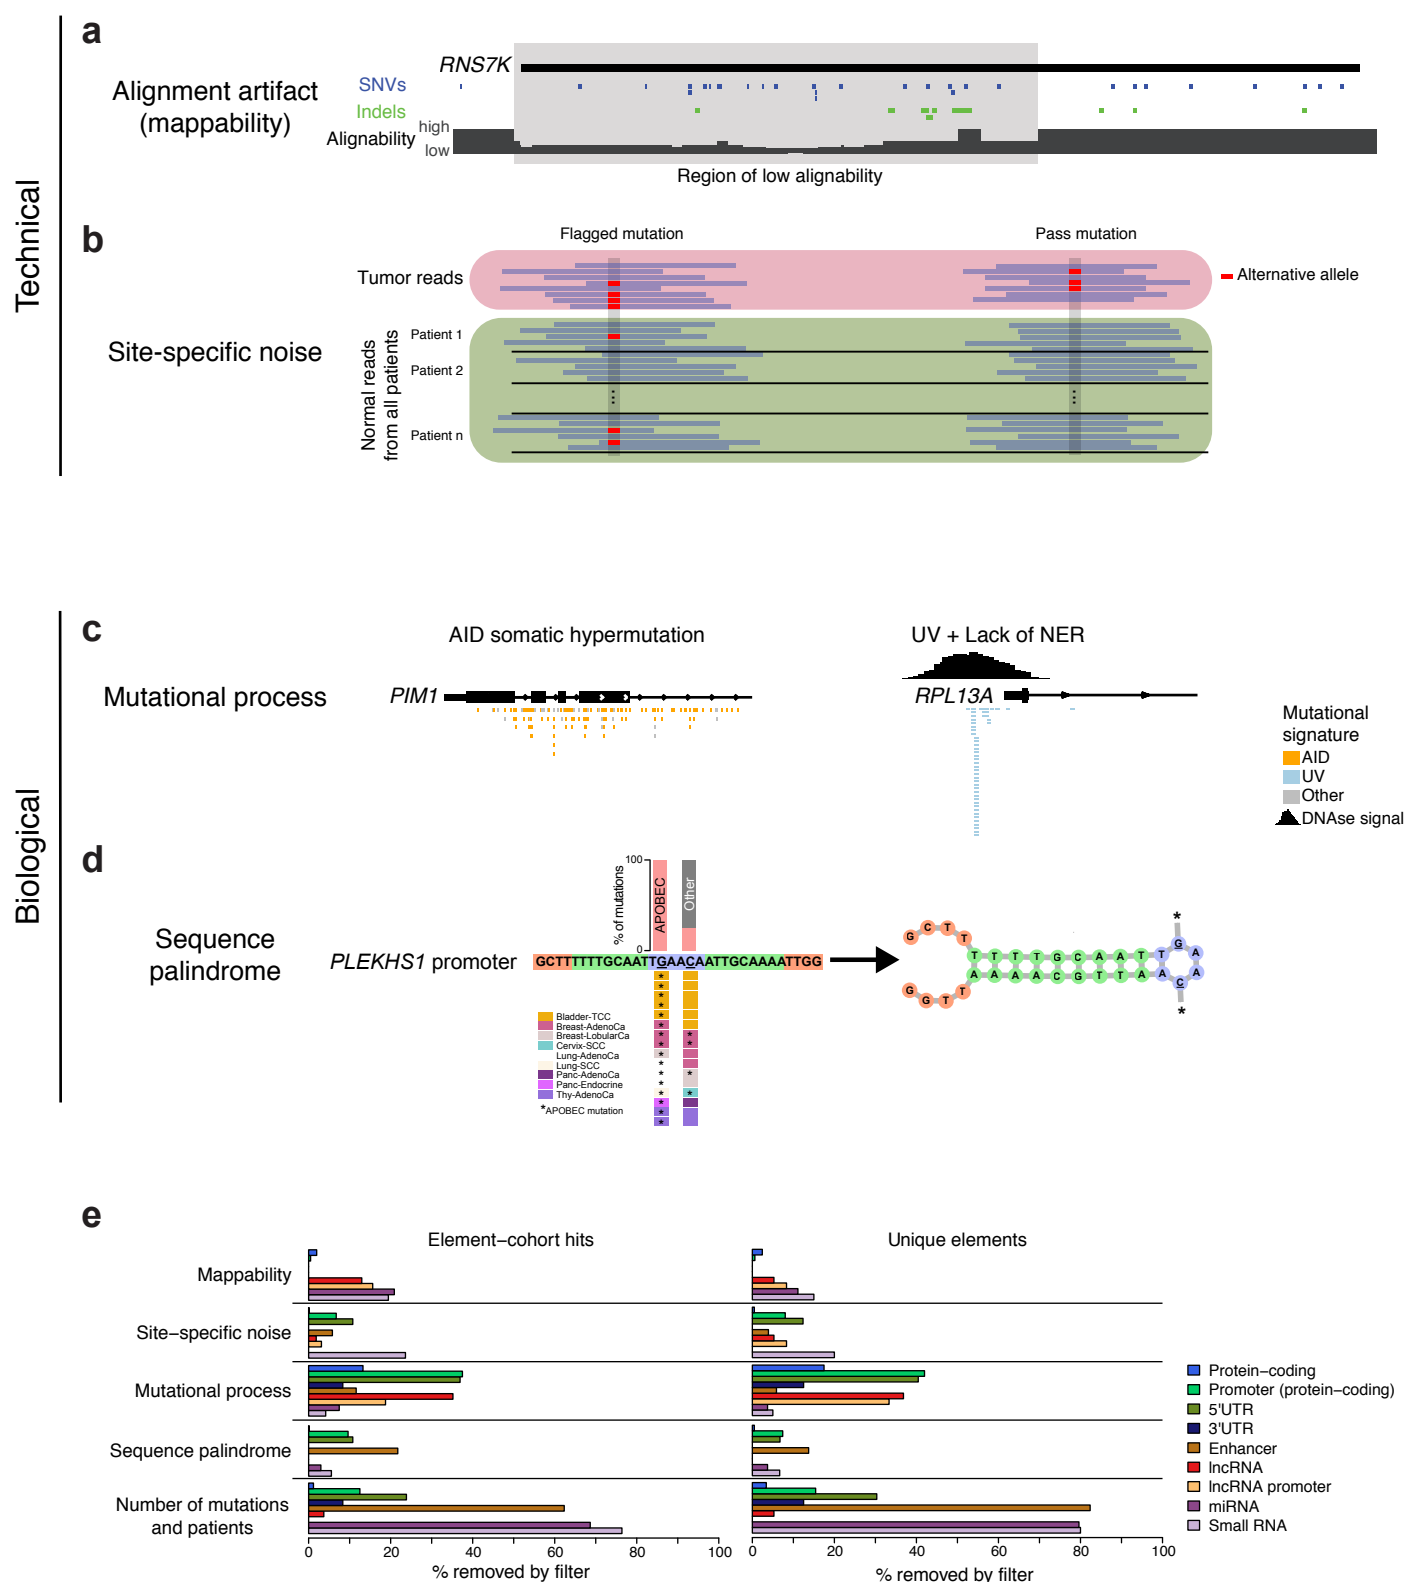 a
RNS7K
SNVs
Alignment artifact
(mappability)
Indels
Alignability
high
low
Region of low alignability
Technical
b
Flagged mutation
Pass mutation
Tumor reads
Alternative allele
Site-specific noise
Normal reads
from all patients
Patient 1
Patient 2
Patient n
Biological
c
AID somatic hypermutation
UV + Lack of NER
Mutational process
PIM1
RPL13A
Mutational
signature
AID
UV
Other
DNAse signal
d
Sequence
palindrome
% of mutations
100
0
APOBEC
Other
PLEKHS1 promoter
GCTTTTTTGCAATTGAACAATTGCAAAATTGG
Bladder-TCC
Breast-AdenoCa
Breast-LobularCa
Cervix-SCC
Lung-AdenoCa
Lung-SCC
Panc-AdenoCa
Panc-Endocrine
Thy-AdenoCa
*APOBEC mutation
*
G C T T T T T T G C A A T T G A
G G T T A A A A C G T T A A C A
*
e
Element−cohort hits
Unique elements
Mappability
Site−specific noise
Mutational process
Sequence palindrome
Number of mutations
and patients
0 20 40 60 80 100
% removed by filter
0 20 40 60 80 100
% removed by filter
Protein−coding
Promoter (protein−coding)
5'UTR
3'UTR
Enhancer
lncRNA
lncRNA promoter
miRNA
Small RNA